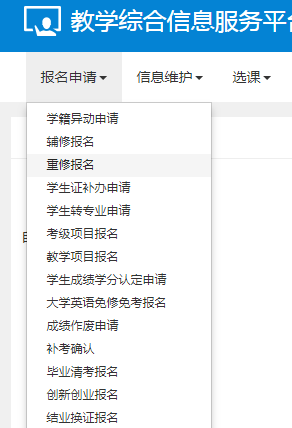 教学综合信息服务平台
报名申请 信息维护 选课
学籍异动申请
辅修报名
重修报名
学生证补办申请
学生转专业申请
考级项目报名
教学项目报名
学生成绩学分认定申请
大学英语免修免考报名
成绩作废申请
补考确认
毕业清考报名
创新创业报名
结业换证报名